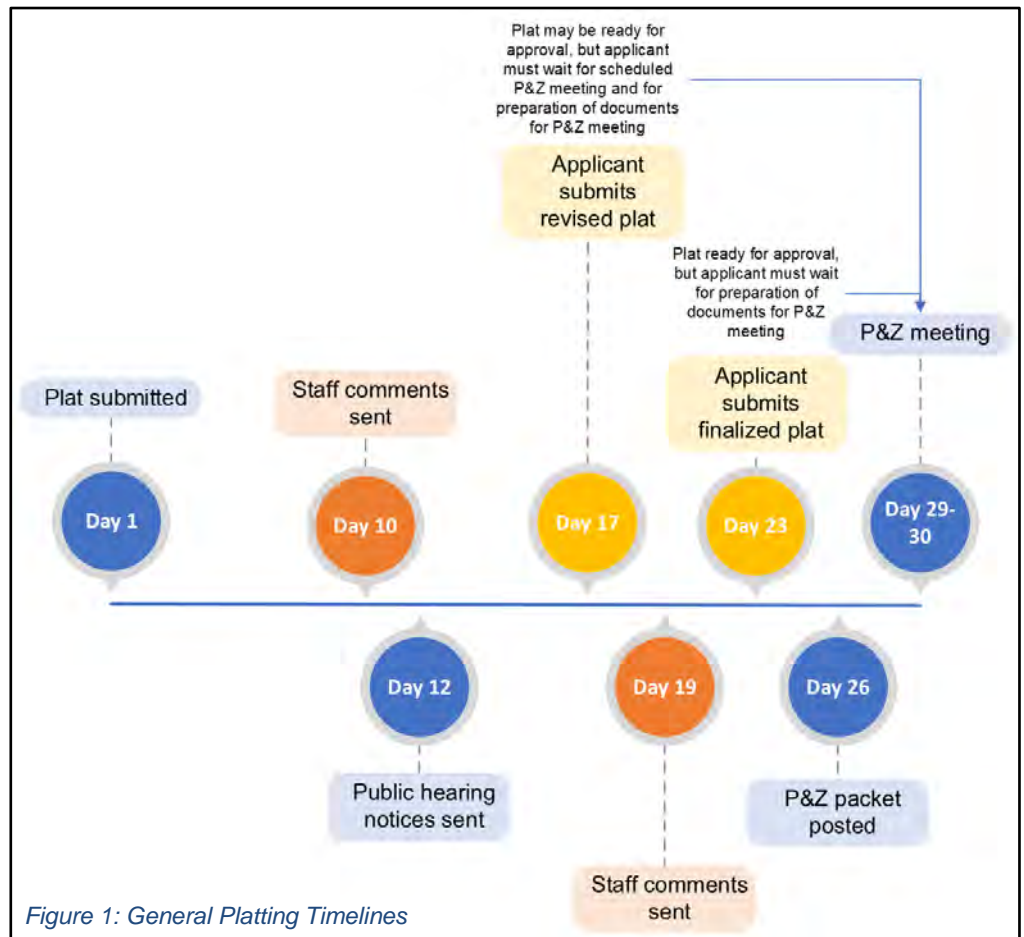 Plat may be ready for
approval, but applicant
must wait for scheduled
P&Z meeting and for
preparation of documents
for P&Z meeting
Applicant
submits
revised plat
Plat ready for approval,
but applicant must wait
for preparation of
documents for P&Z
meeting
P&Z meeting
Applicant
submits
finalized plat
Plat submitted
Staff comments
sent
Day 1
Day 10
Day 17
Day 23
Day 29-
30
Day 12
Day 19
Day 26
Public hearing
notices sent
P&Z packet
posted
Staff comments
sent
Figure 1: General Platting Timelines